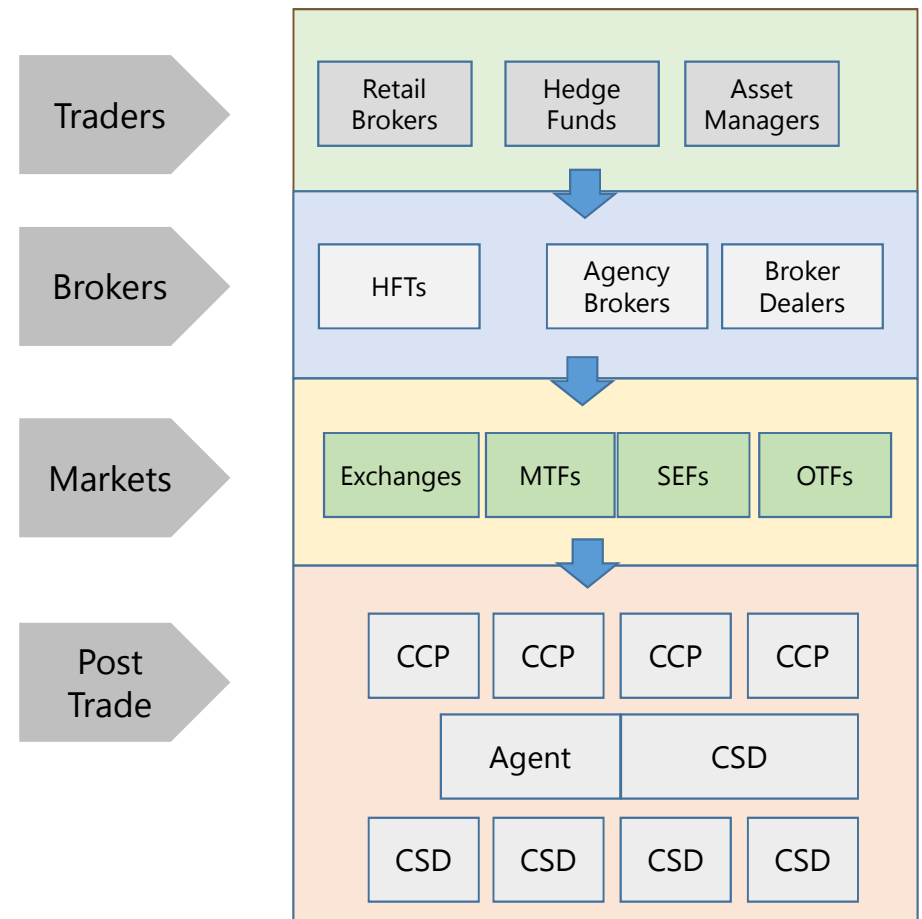 Traders
Retail
Brokers
Hedge
Funds
Asset
Managers
Brokers
HFTs
Agency
Brokers
Broker
Dealers
Markets
Exchanges
MTFs
SEFs
OTFs
Post
Trade
CCP
CCP
CCP
CCP
Agent
CSD
CSD
CSD
CSD
CSD